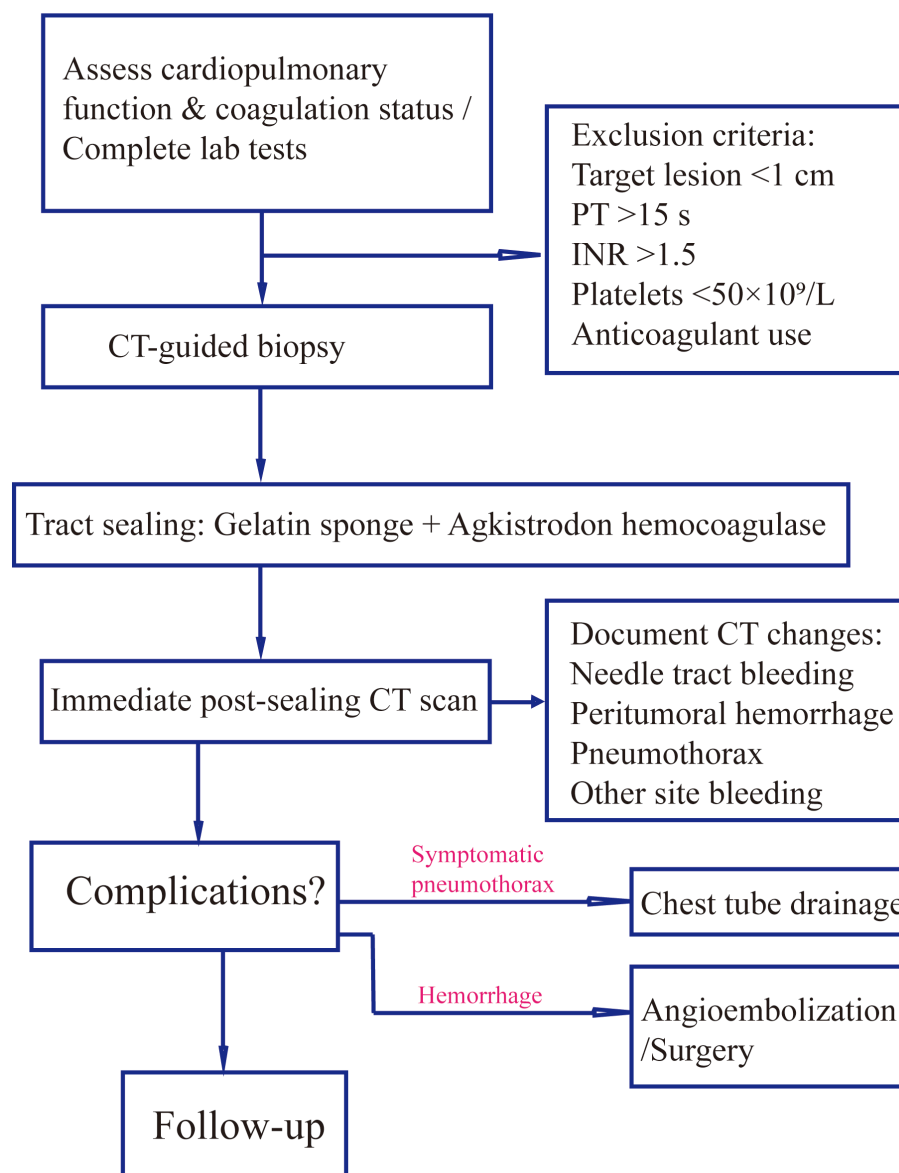 Assess cardiopulmonary
function & coagulation status /
Complete lab tests
Exclusion criteria:
Target lesion <1 cm
PT >15 s
INR >1.5
Platelets <50×10⁹/L
Anticoagulant use
CT-guided biopsy
Tract sealing: Gelatin sponge + Agkistrodon hemocoagulase
Immediate post-sealing CT scan
Document CT changes:
Needle tract bleeding
Peritumoral hemorrhage
Pneumothorax
Other site bleeding
Complications?
Symptomatic
pneumothorax
Chest tube drainage
Hemorrhage
Angioembolization
/Surgery
Follow-up